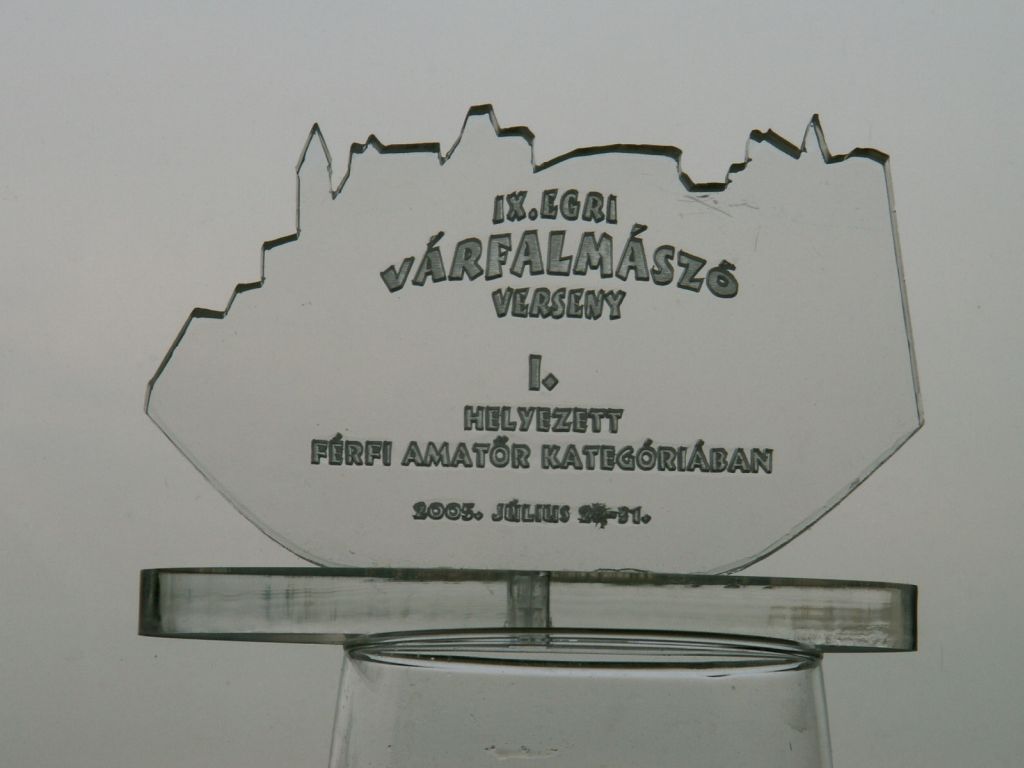 IX. EGRI
VÁRFALMÁSZÓ
VERSENY
I.
HELYEZETT
FÉRFI AMATŐR KATEGÓRIÁBAN
2005. JÚLIUS